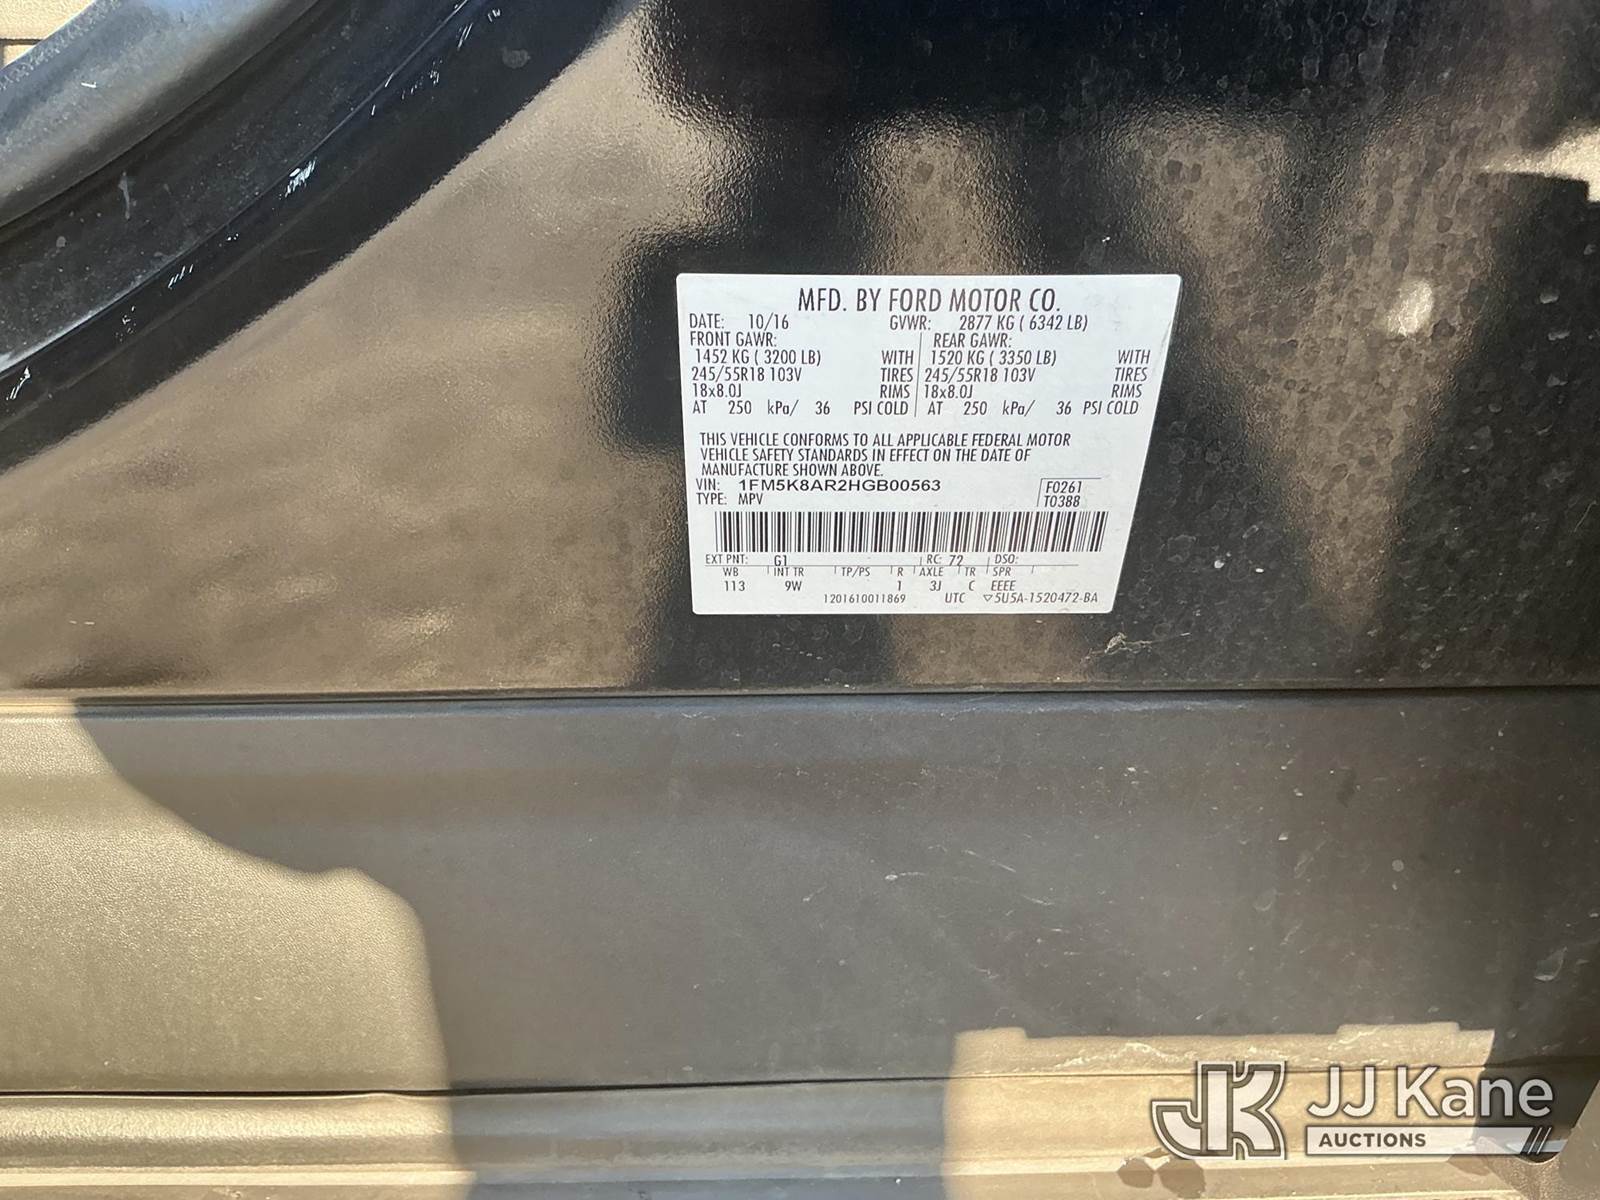 MFD. BY FORD MOTOR CO.
DATE: 10/16 GVWR: 2877 KG ( 6342 LB)
FRONT GAWR: REAR GAWR:
1452 KG ( 3200 LB) WITH 1520 KG ( 3350 LB) WITH
245/55R18 103V TIRES 245/55R18 103V TIRES
18x8.0J RIMS 18x8.0J RIMS
AT 250 kPa/ 36 PSI COLD AT 250 kPa/ 36 PSI COLD
THIS VEHICLE CONFORMS TO ALL APPLICABLE FEDERAL MOTOR
VEHICLE SAFETY STANDARDS IN EFFECT ON THE DATE OF
MANUFACTURE SHOWN ABOVE.
VIN: 1FM5K8AR2HGB00563 F0261
TYPE: MPV T0388
EXT PNT: G1 RC: 72 DSO:
WB INT TR TP/PS R AXLE TR SPR
113 9W 1 3J C EEEE
1201610011869 UTC ▽5U5A-1520472-BA
JK JJ Kane
AUCTIONS